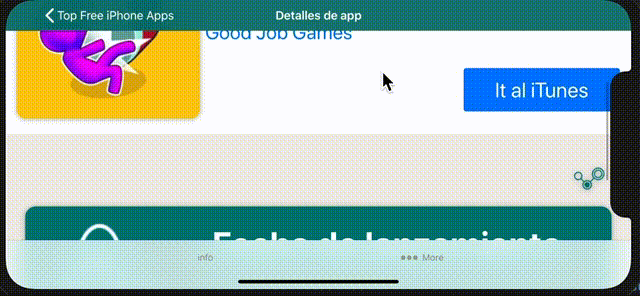 Top Free iPhone Apps
Detalles de app
Good Job Games
It al iTunes
Fecha de lanzamiento
info
More